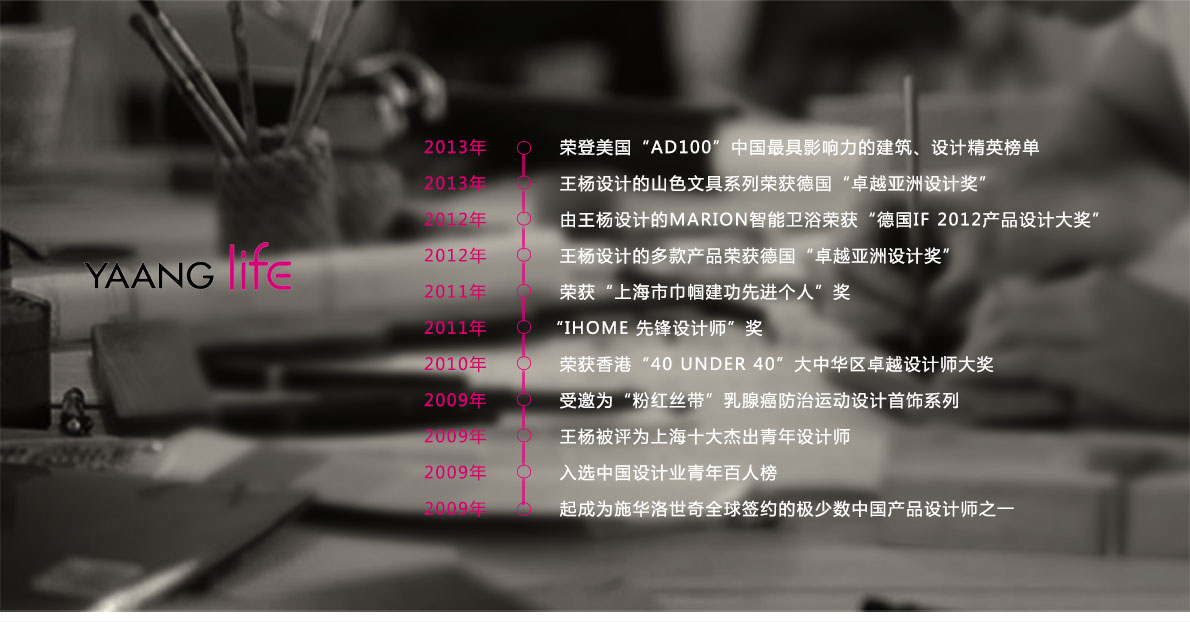 YAANG life
2013年 荣登美国“AD100”中国最具影响力的建筑、设计精英榜单
2013年 王杨设计的山色文具系列荣获德国“卓越亚洲设计奖”
2012年 由王杨设计的MARION智能卫浴荣获“德国IF 2012产品设计大奖”
2012年 王杨设计的多款产品荣获德国“卓越亚洲设计奖”
2011年 荣获“上海市巾帼建功先进个人”奖
2011年 “IHOME 先锋设计师”奖
2010年 荣获香港“40 UNDER 40”大中华区卓越设计师大奖
2009年 受邀为“粉红丝带”乳腺癌防治运动设计首饰系列
2009年 王杨被评为上海十大杰出青年设计师
2009年 入选中国设计业青年百人榜
2009年 起成为施华洛世奇全球签约的极少数中国产品设计师之一